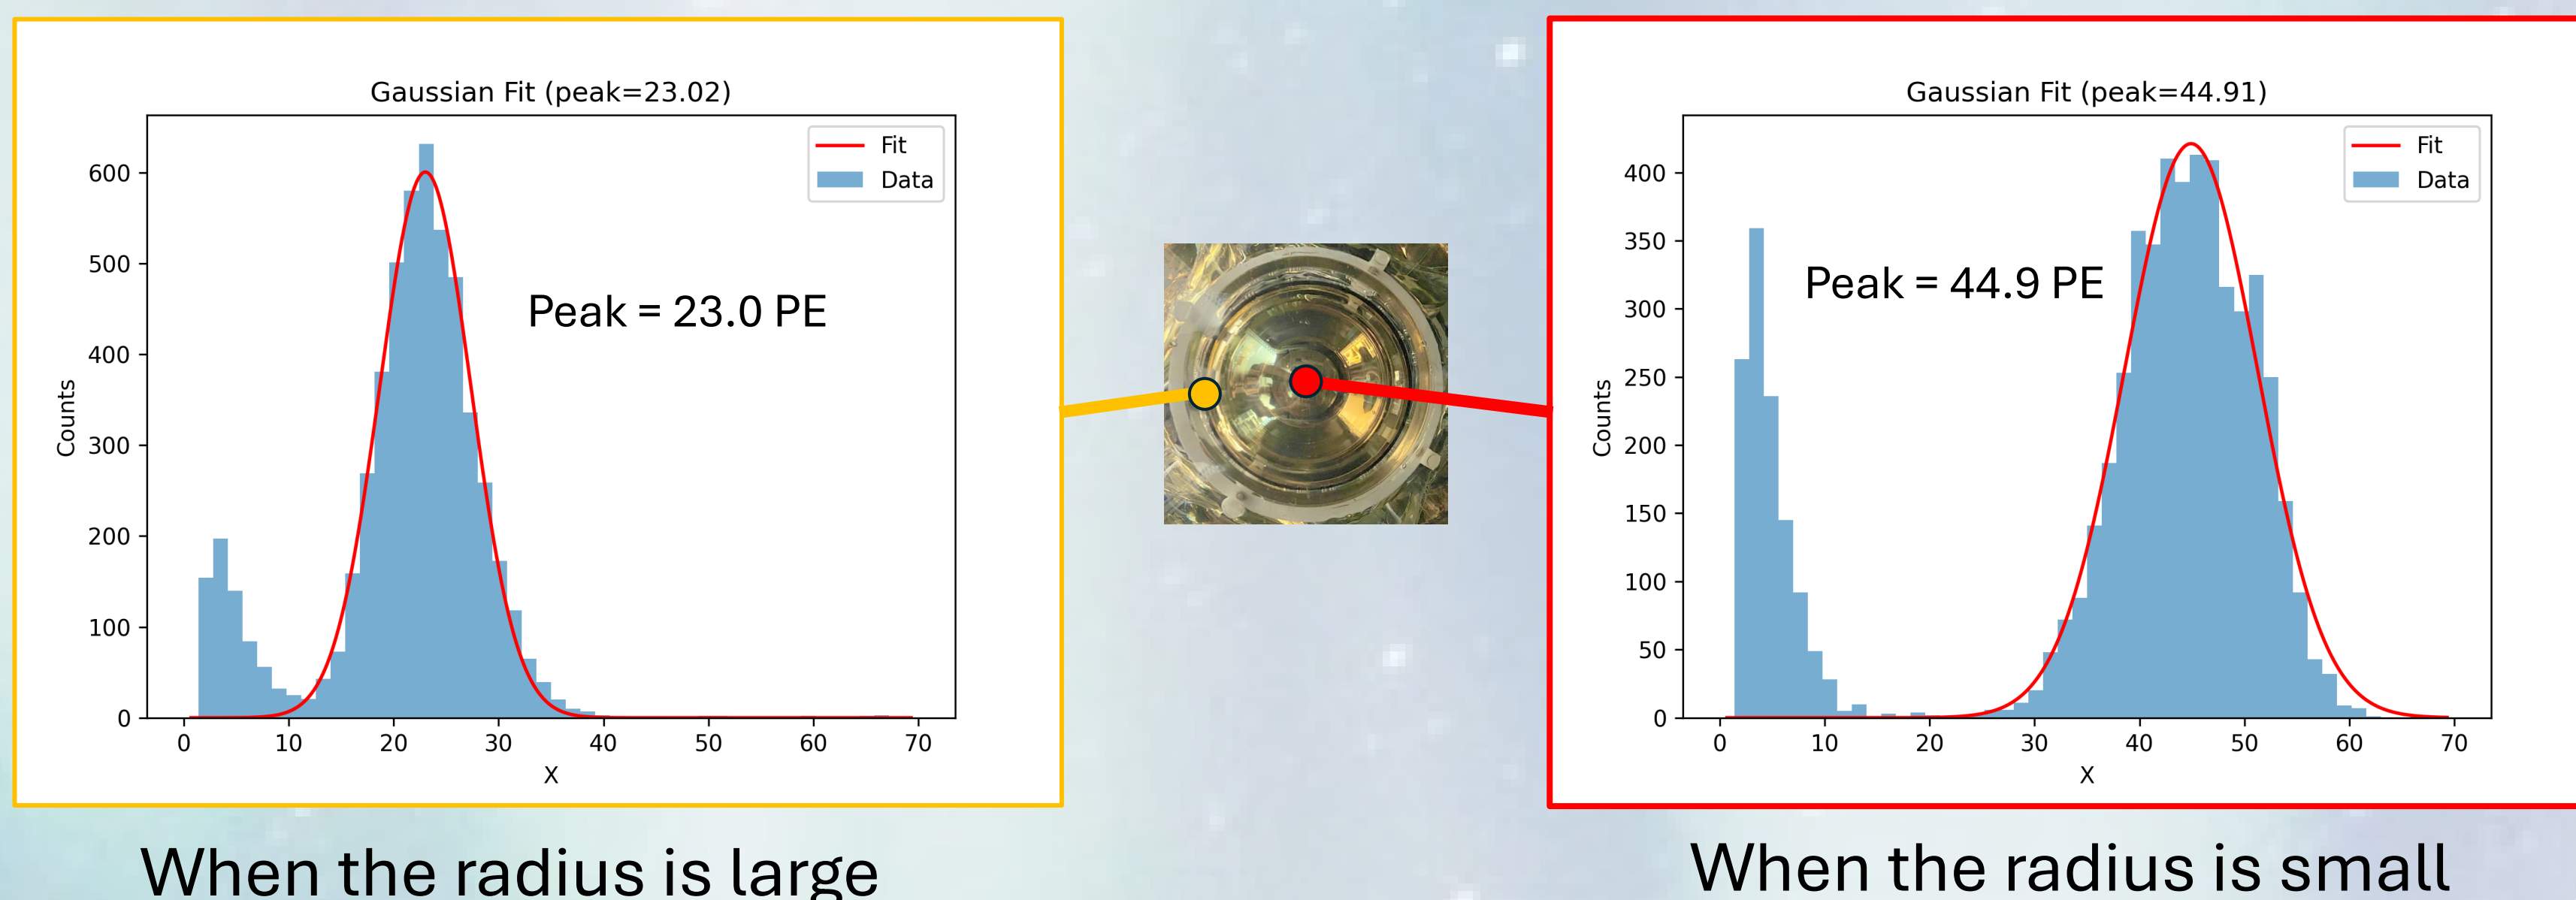 Gaussian Fit (peak=23.02)
Fit
Data
600
500
400
300
200
100
0
Counts
Peak = 23.0 PE
0 10 20 30 40 50 60 70
X
When the radius is large
Gaussian Fit (peak=44.91)
Fit
Data
400
350
300
250
200
150
100
50
0
Counts
Peak = 44.9 PE
0 10 20 30 40 50 60 70
X
When the radius is small